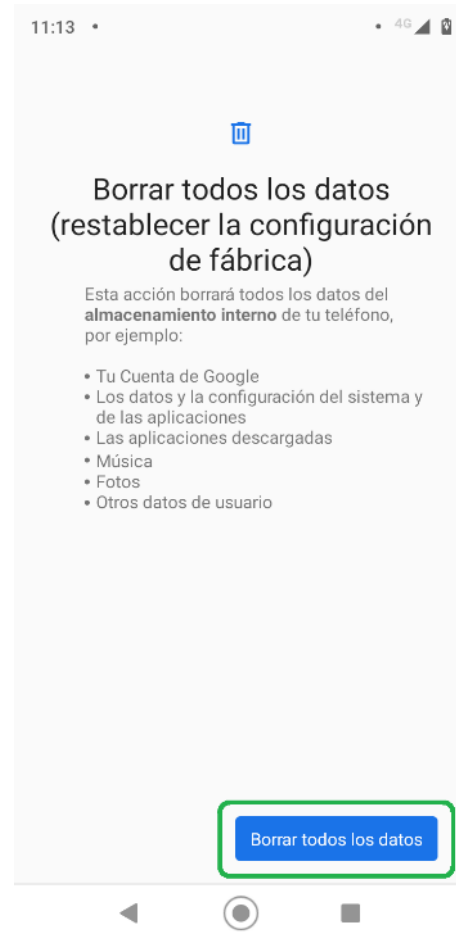 11:13 •
• 4G
Borrar todos los datos
(restablecer la configuración
de fábrica)
Esta acción borrará todos los datos del
almacenamiento interno de tu teléfono,
por ejemplo:
• Tu Cuenta de Google
• Los datos y la configuración del sistema y
de las aplicaciones
• Las aplicaciones descargadas
• Música
• Fotos
• Otros datos de usuario
Borrar todos los datos